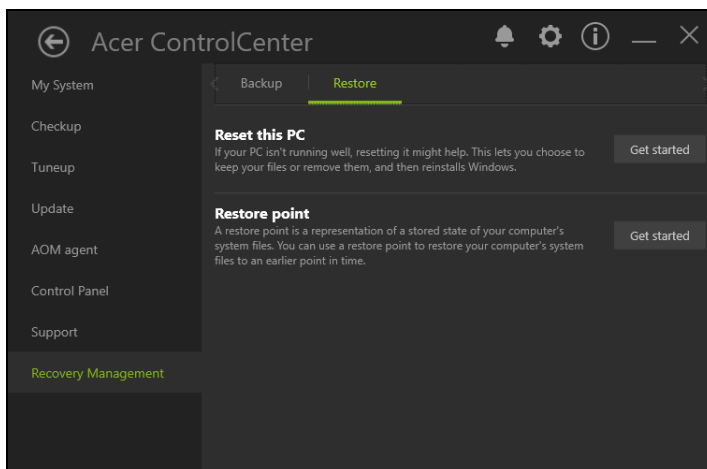 Acer ControlCenter
My System
Checkup
Tuneup
Update
AOM agent
Control Panel
Support
Recovery Management
Backup
Restore
Reset this PC
If your PC isn't running well, resetting it might help. This lets you choose to
keep your files or remove them, and then reinstalls Windows.
Get started
Restore point
A restore point is a representation of a stored state of your computer's
system files. You can use a restore point to restore your computer's system
files to an earlier point in time.
Get started